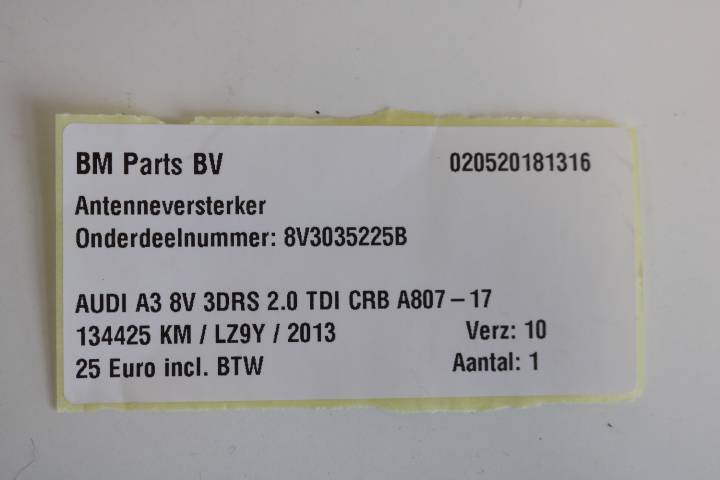 BM Parts BV 020520181316
Antenneversterker
Onderdeelnummer: 8V3035225B
AUDI A3 8V 3DRS 2.0 TDI CRB A807 – 17
134425 KM / LZ9Y / 2013 Verz: 10
25 Euro incl. BTW Aantal: 1